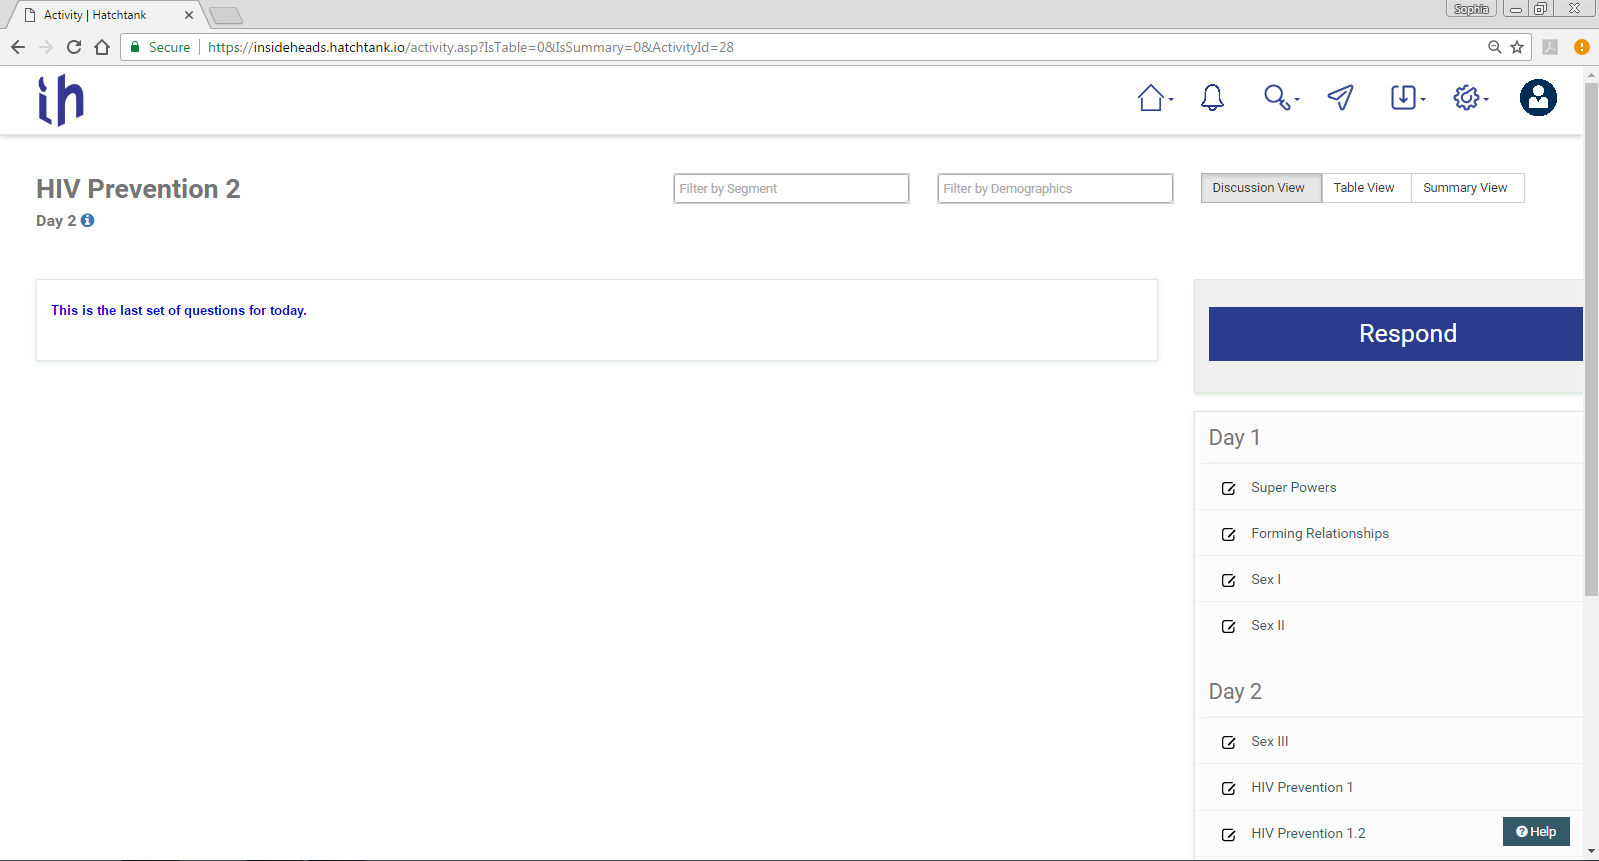 Activity | Hatchtank
Sophia
Secure
https://insideheads.hatchtank.io/activity.asp?IsTable=0&IsSummary=0&ActivityId=28
ih
HIV Prevention 2
Filter by Segment
Filter by Demographics
Discussion View
Table View
Summary View
Day 2
This is the last set of questions for today.
Respond
Day 1
Super Powers
Forming Relationships
Sex I
Sex II
Day 2
Sex III
HIV Prevention 1
HIV Prevention 1.2
Help